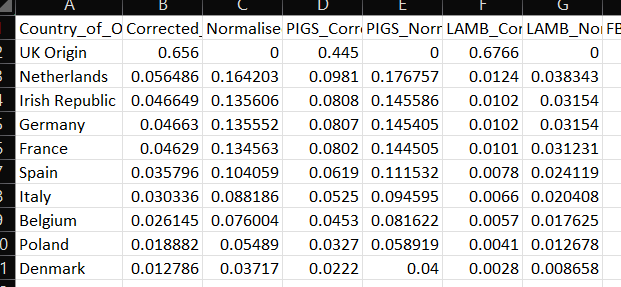 A B C D E F G
Country_of_O Corrected_ Normalise PIGS_Corr PIGS_Norr LAMB_Cor LAMB_Noı FB
2 UK Origin 0.656 0 0.445 0 0.6766 0
3 Netherlands 0.056486 0.164203 0.0981 0.176757 0.0124 0.038343
4 Irish Republic 0.046649 0.135606 0.0808 0.145586 0.0102 0.03154
5 Germany 0.04663 0.135552 0.0807 0.145405 0.0102 0.03154
6 France 0.04629 0.134563 0.0802 0.144505 0.0101 0.031231
7 Spain 0.035796 0.104059 0.0619 0.111532 0.0078 0.024119
Italy 0.030336 0.088186 0.0525 0.094595 0.0066 0.020408
9 Belgium 0.026145 0.076004 0.0453 0.081622 0.0057 0.017625
0 Poland 0.018882 0.05489 0.0327 0.058919 0.0041 0.012678
1 Denmark 0.012786 0.03717 0.0222 0.04 0.0028 0.008658